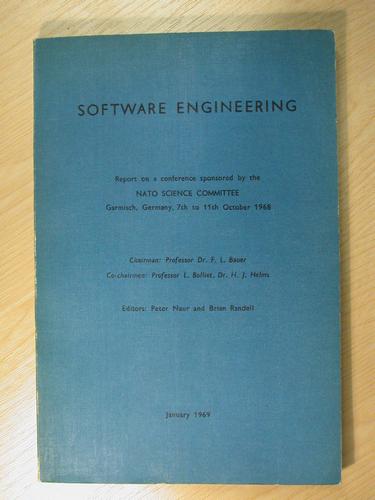 SOFTWARE ENGINEERING
Report on a conference sponsored by the
NATO SCIENCE COMMITTEE
Garmisch, Germany, 7th to 11th October 1968
Chairman: Professor Dr. F. L. Bauer
Co-chairmen: Professor L. Bolliet, Dr. H. J. Helms
Editors: Peter Naur and Brian Randell
January 1969